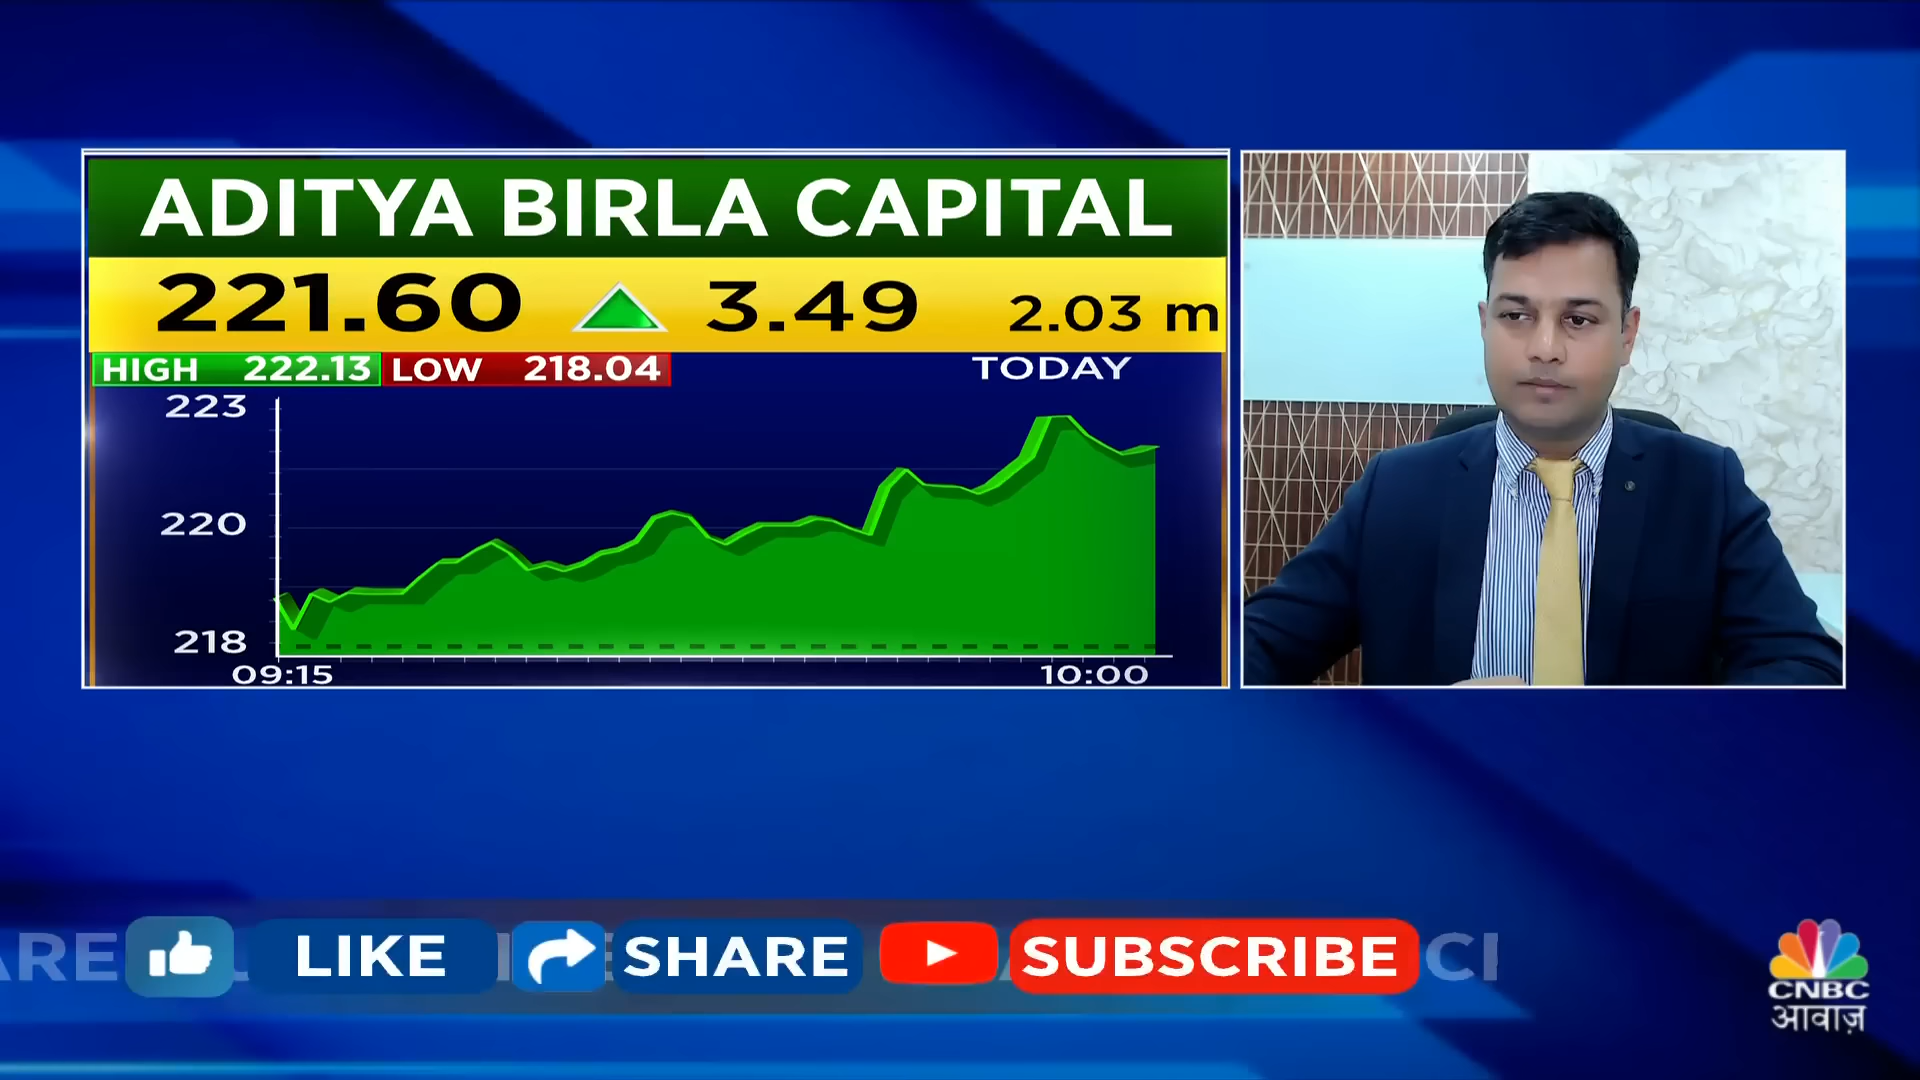 ADITYA BIRLA CAPITAL
221.60 3.49 2.03 m
HIGH 222.13 LOW 218.04 TODAY
223
220
218
09:15 10:00
LIKE SHARE SUBSCRIBE
CNBC
आवाज़